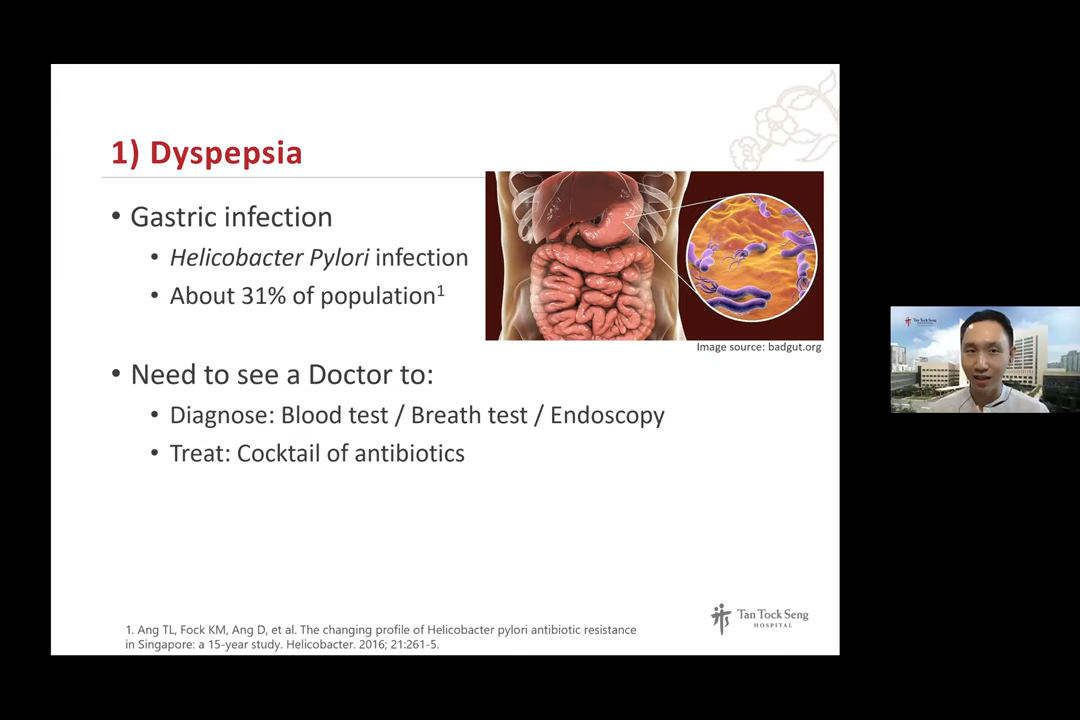 1) Dyspepsia
• Gastric infection
• Helicobacter Pylori infection
• About 31% of population1
Image source: badgut.org
• Need to see a Doctor to:
• Diagnose: Blood test / Breath test / Endoscopy
• Treat: Cocktail of antibiotics
1. Ang TL, Fock KM, Ang D, et al. The changing profile of Helicobacter pylori antibiotic resistance
in Singapore: a 15-year study. Helicobacter. 2016; 21:261-5.
Tan Tock Seng
HOSPITAL
Tan Tock Seng